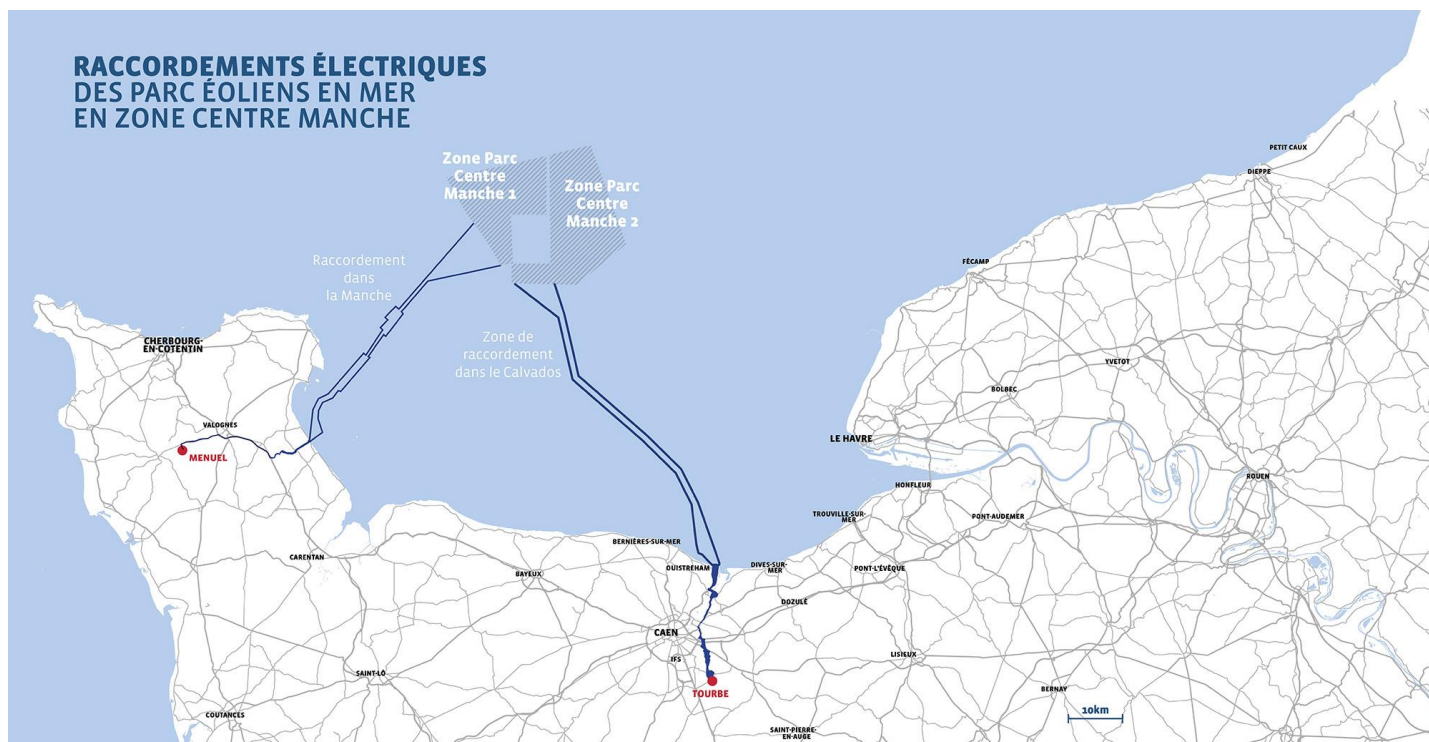 RACCORDEMENTS ÉLECTRIQUES
DES PARC ÉOLIENS EN MER
EN ZONE CENTRE MANCHE
Zone Parc
Centre
Manche 1
Zone Parc
Centre
Manche 2
Raccordement
dans
la Manche
Zone de
raccordement
dans le Calvados
PETIT CAUX
DIEPPE
FÉCAMP
CHERBOURG-
EN-COTENTIN
YVETOT
BOLBEC
VALOGNES
MENUEL
LE HAVRE
ROUEN
HONFLEUR
TROUVILLE-SUR-
MER
PONT-AUDEMER
CARENTAN
BERNIÈRES-SUR-MER
BAYEUX
OUISTREHAM
DIVES-SUR-
MER
PONT-L'ÉVÊQUE
DOZULÉ
CAEN
IFS
LISIEUX
SAINT-LÔ
TOURBE
BERNAY
10km
COUTANCES
SAINT-PIERRE-
EN-AUGE